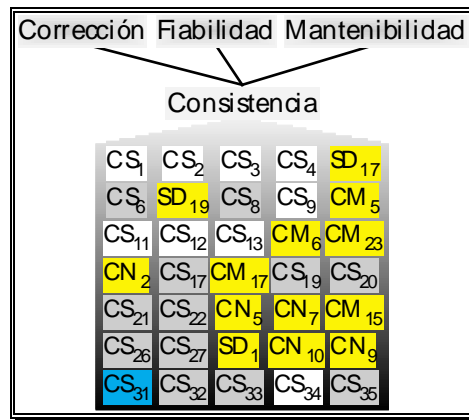 Corrección Fiabilidad Mantenibilidad
Consistencia
CS1 CS2 CS3 CS4 SD17
CS6 SD19 CS8 CS9 CM5
CS11 CS12 CS13 CM6 CM23
CN2 CS17 CM17 CS19 CS20
CS21 CS22 CN5 CN7 CM15
CS26 CS27 SD1 CN10 CN9
CS31 CS32 CS33 CS34 CS35